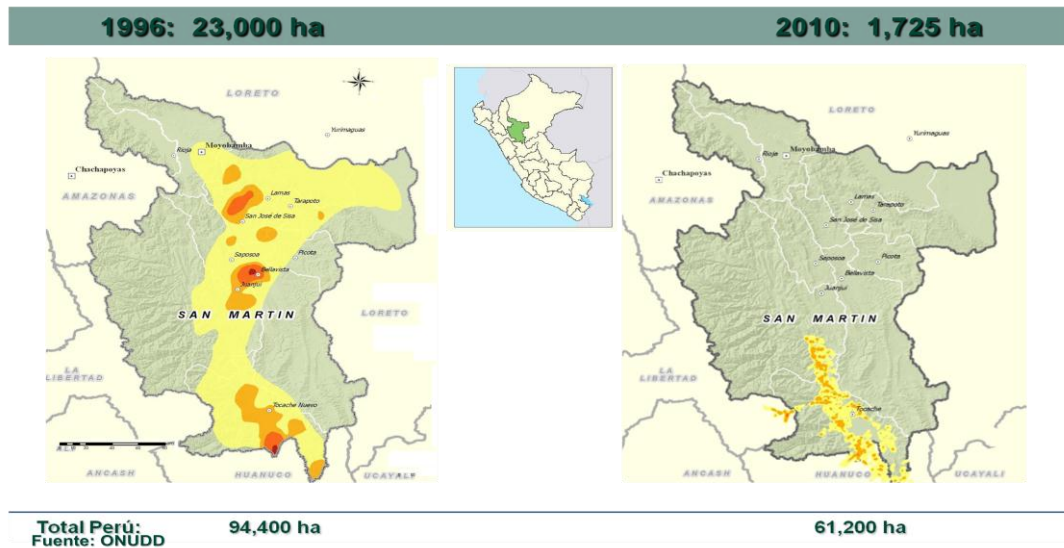 1996: 23,000 ha
2010: 1,725 ha
LORETO
Yurimaguas
Moyobamba
Rioja
Chachapoyas
AMAZONAS
Lamas
Tarapoto
San José de Sisa
Saposoa
Picota
Bellavista
Juanjui
SAN MARTIN
LORETO
LA LIBERTAD
Tocache Nuevo
ANCASH
HUANUCO
UCAYALI
LORETO
Yurimaguas
Moyobamba
Rioja
Chachapoyas
AMAZONAS
Lamas
Tarapoto
San José de Sisa
Saposoa
Picota
Bellavista
Juanjui
SAN MARTIN
LA LIBERTAD
Tocache
ANCASH
HUANUCO
UCAYALI
Total Perú: 94,400 ha 61,200 ha
Fuente: ONUDD